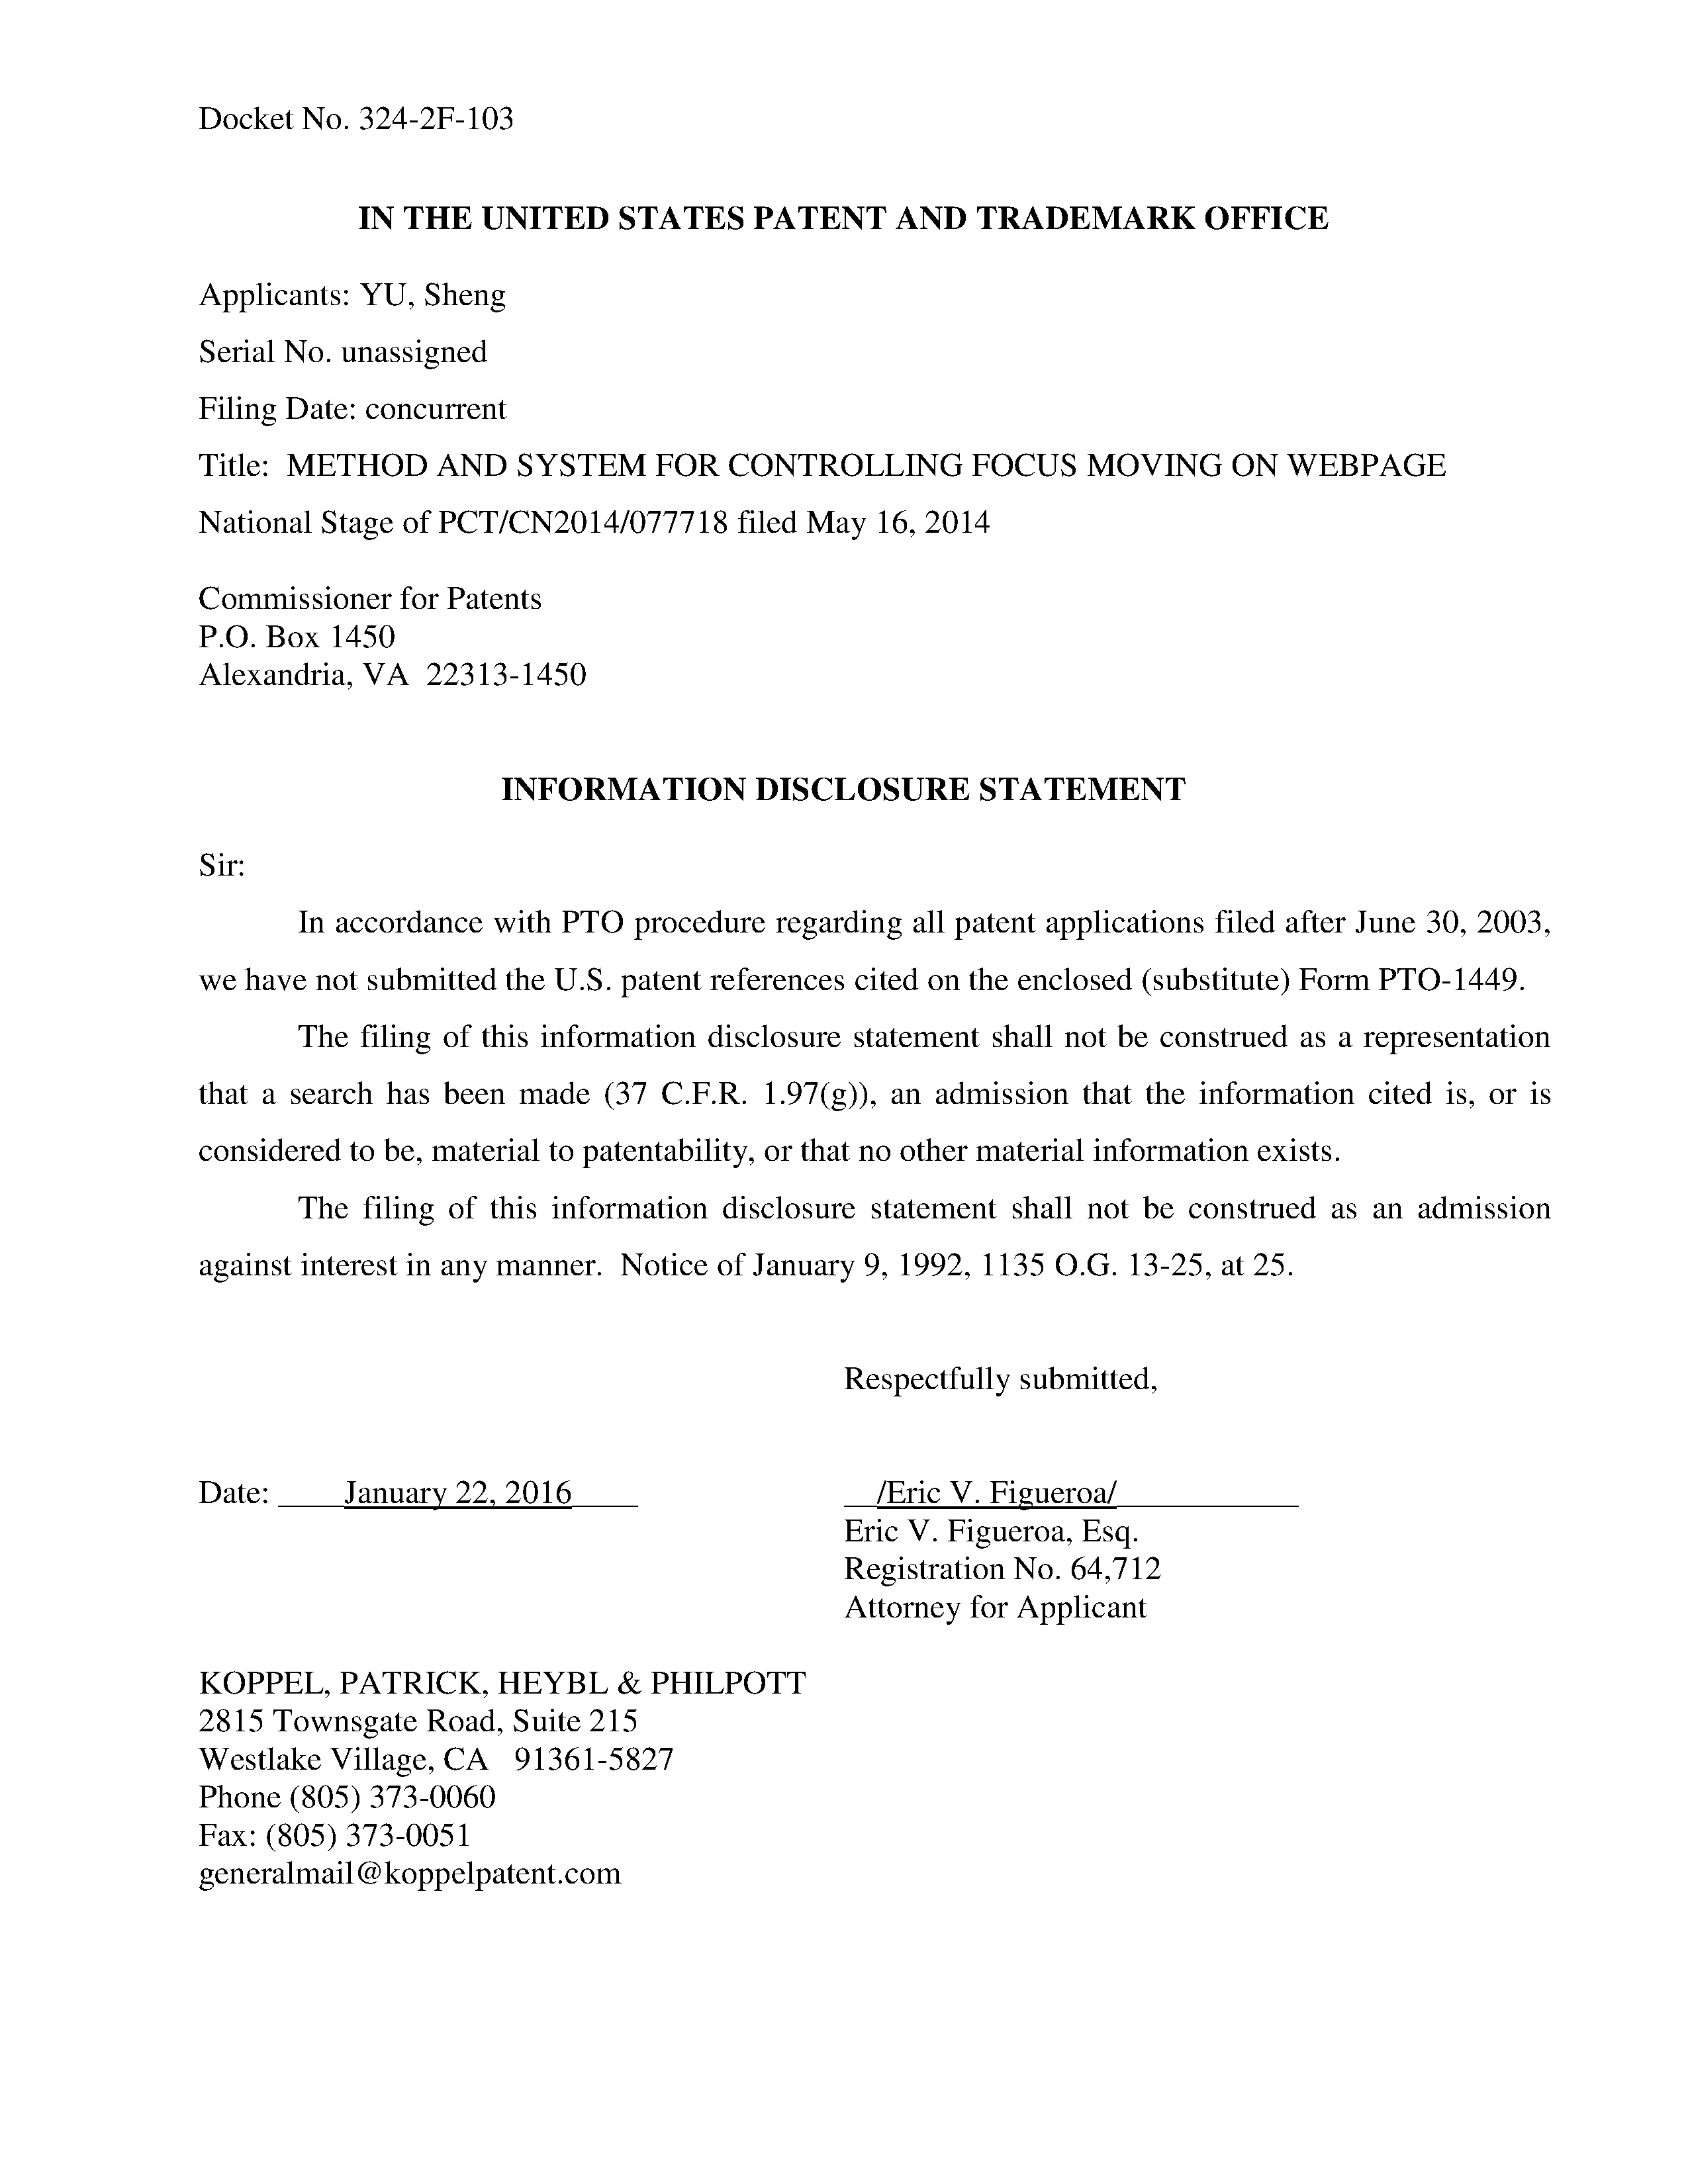 Docket No. 324-2F-103
IN THE UNITED STATES PATENT AND TRADEMARK OFFICE
Applicants: YU, Sheng
Serial No. unassigned
Filing Date: concurrent
Title:  METHOD AND SYSTEM FOR CONTROLLING FOCUS MOVING ON WEBPAGE
National Stage of PCT/CN2014/077718 filed May 16, 2014
Commissioner for Patents
P.O. Box 1450
Alexandria, VA  22313-1450
INFORMATION DISCLOSURE STATEMENT
Sir:
In accordance with PTO procedure regarding all patent applications filed after June 30, 2003,
we have not submitted the U.S. patent references cited on the enclosed (substitute) Form PTO-1449.
The filing of this information disclosure statement shall not be construed as a representation
that a search has been made (37 C.F.R. 1.97(g)), an admission that the information cited is, or is
considered to be, material to patentability, or that no other material information exists.
The filing of this information disclosure statement shall not be construed as an admission
against interest in any manner.  Notice of January 9, 1992, 1135 O.G. 13-25, at 25.
Respectfully submitted,
Date: January 22, 2016
/Eric V. Figueroa/
Eric V. Figueroa, Esq.
Registration No. 64,712
Attorney for Applicant
KOPPEL, PATRICK, HEYBL & PHILPOTT
2815 Townsgate Road, Suite 215
Westlake Village, CA   91361-5827
Phone (805) 373-0060
Fax: (805) 373-0051
generalmail@koppelpatent.com